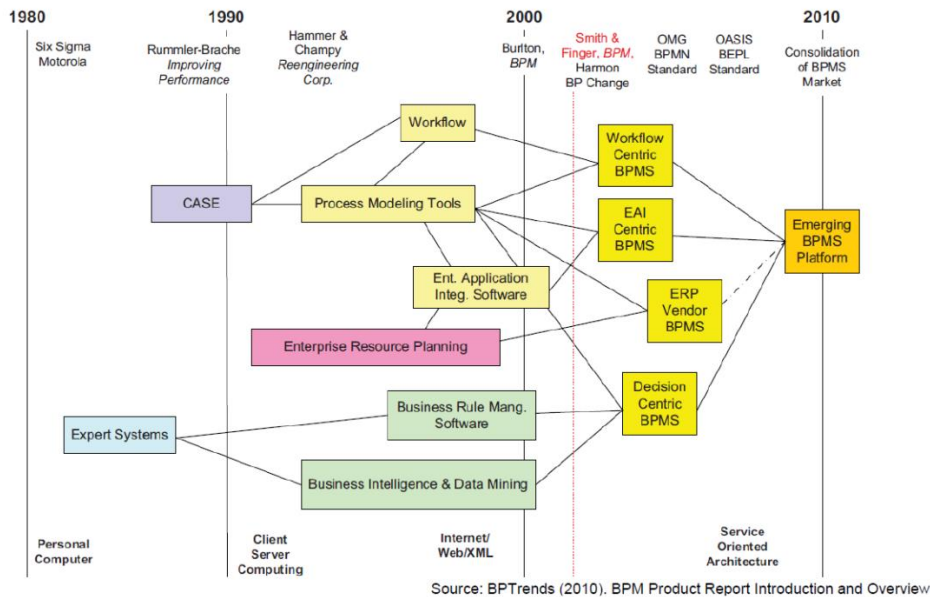 1980
1990
2000
2010
Six Sigma
Motorola
Rummler-Brache
Improving
Performance
Hammer &
Champy
Reengineering
Corp.
Burlton,
BPM
Smith &
Finger, BPM,
Harmon
BP Change
OMG
BPMN
Standard
OASIS
BEPL
Standard
Consolidation
of BPMS
Market
Workflow
Workflow
Centric
BPMS
CASE
Process Modeling Tools
EAI
Centric
BPMS
Emerging
BPMS
Platform
Ent. Application
Integ. Software
ERP
Vendor
BPMS
Enterprise Resource Planning
Decision
Centric
BPMS
Business Rule Mang.
Software
Expert Systems
Business Intelligence & Data Mining
Personal
Computer
Client
Server
Computing
Internet/
Web/XML
Service
Oriented
Architecture
Source: BPTrends (2010). BPM Product Report Introduction and Overview